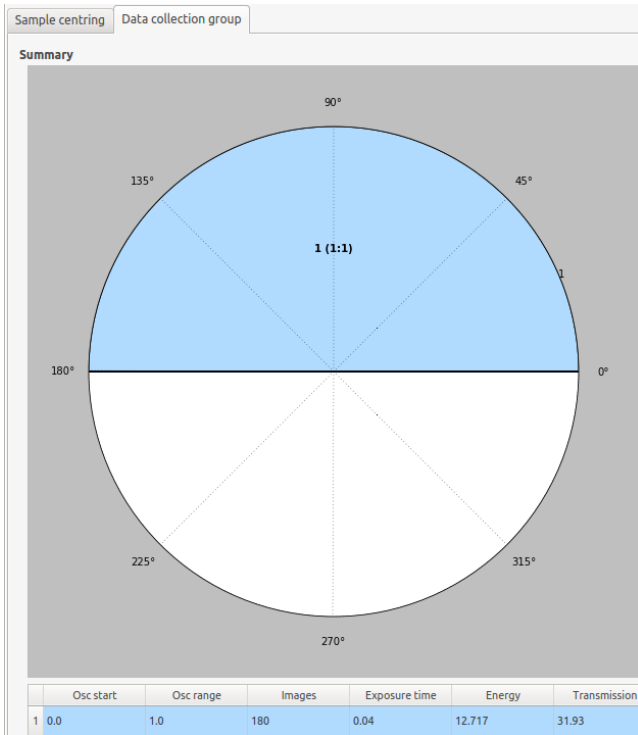 Sample centring Data collection group
Summary
90°
135° 45°
1 (1:1)
1
180° 0°
225° 315°
270°
Osc start Osc range Images Exposure time Energy Transmission
1 0.0 1.0 180 0.04 12.717 31.93